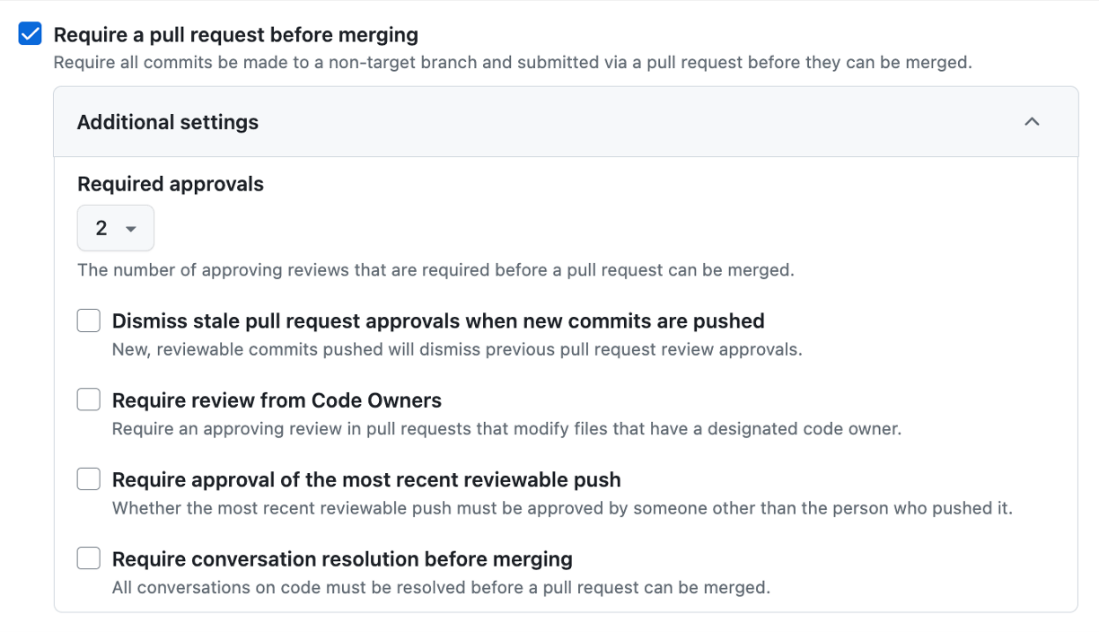 Require a pull request before merging
Require all commits be made to a non-target branch and submitted via a pull request before they can be merged.
Additional settings
Required approvals
2
The number of approving reviews that are required before a pull request can be merged.
Dismiss stale pull request approvals when new commits are pushed
New, reviewable commits pushed will dismiss previous pull request review approvals.
Require review from Code Owners
Require an approving review in pull requests that modify files that have a designated code owner.
Require approval of the most recent reviewable push
Whether the most recent reviewable push must be approved by someone other than the person who pushed it.
Require conversation resolution before merging
All conversations on code must be resolved before a pull request can be merged.